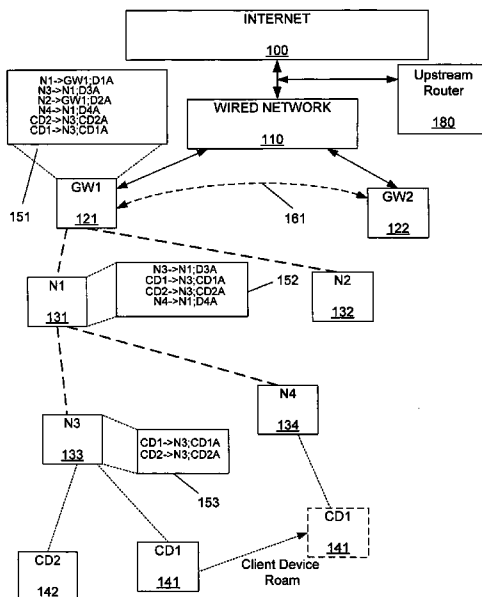 INTERNET
100
Upstream
Router
180
WIRED NETWORK
110
N1->GW1;D1A
N3->N1;D3A
N2->GW1;D2A
N4->N1;D4A
CD2->N3;CD2A
CD1->N3;CD1A
151
GW1
121
161
GW2
122
N1
131
N3->N1;D3A
CD1->N3;CD1A
CD2->N3;CD2A
N4->N1;D4A
152
N2
132
N3
133
CD1->N3;CD1A
CD2->N3;CD2A
153
N4
134
CD2
142
CD1
141
CD1
141
Client Device
Roam